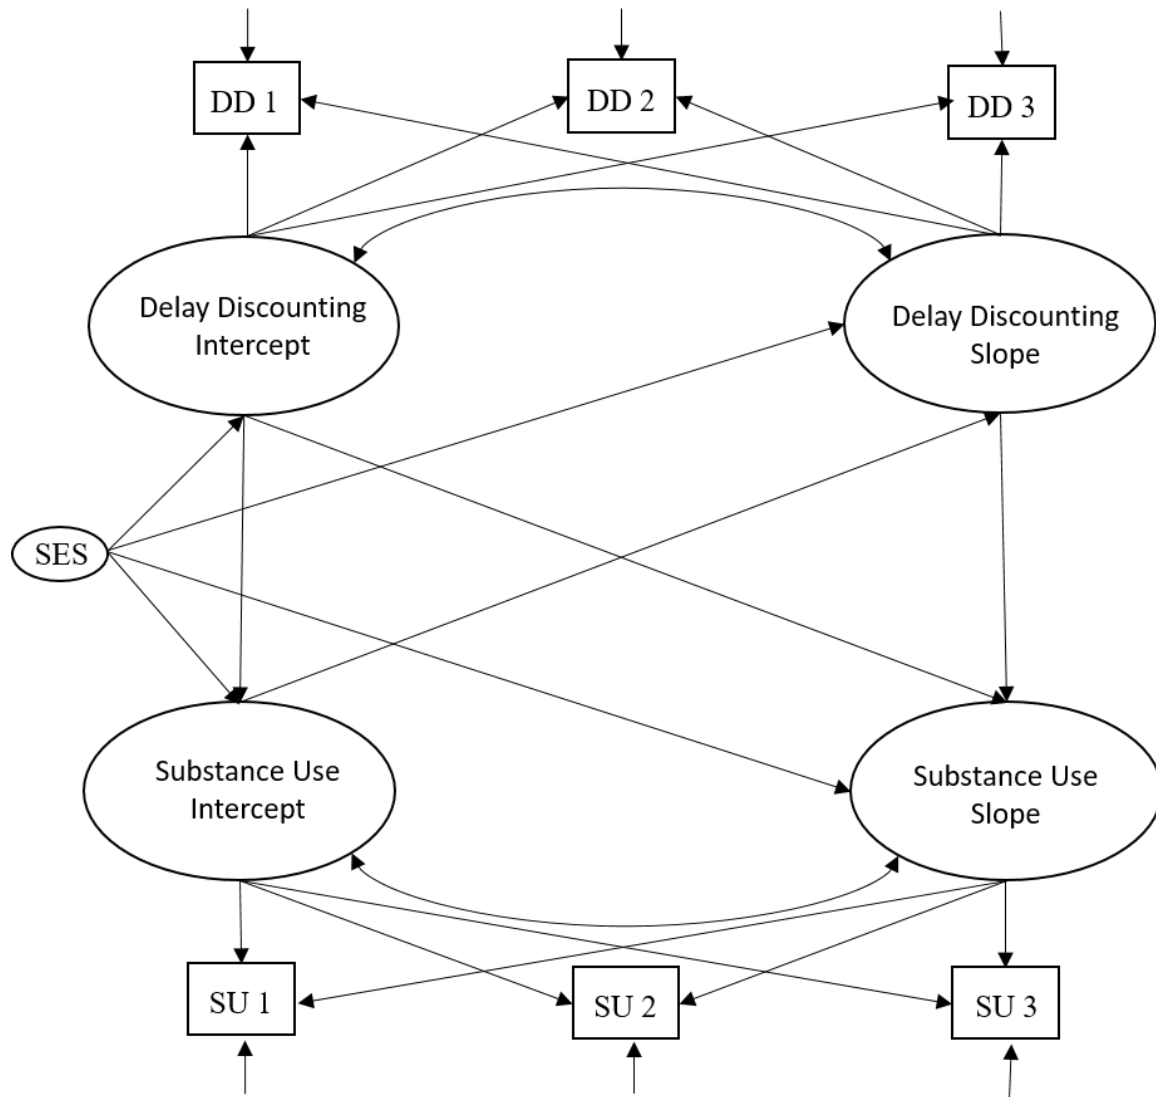 DD 1
DD 2
DD 3
Delay Discounting
Intercept
Delay Discounting
Slope
SES
Substance Use
Intercept
Substance Use
Slope
SU 1
SU 2
SU 3